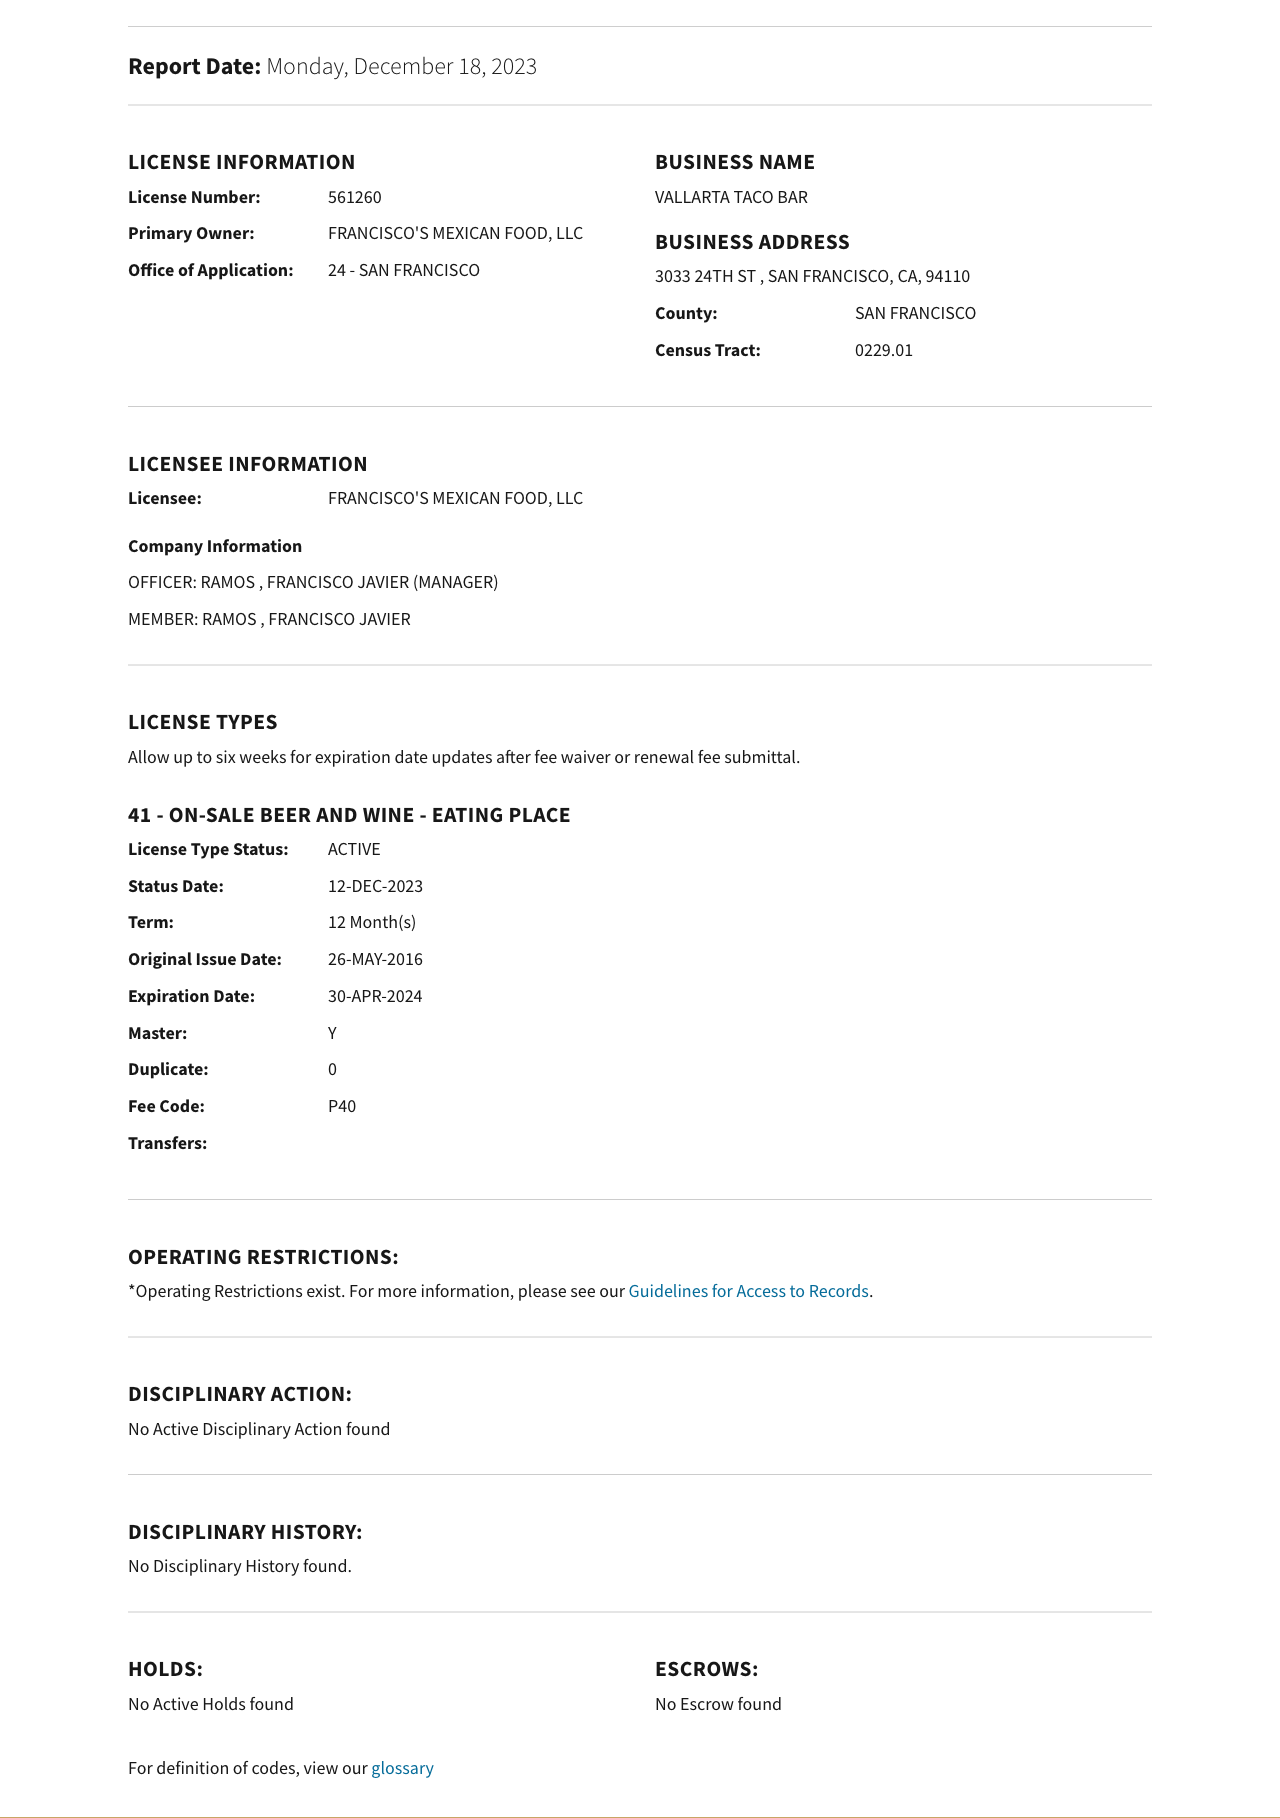 Report Date: Monday, December 18, 2023
LICENSE INFORMATION
License Number: 561260
Primary Owner: FRANCISCO'S MEXICAN FOOD, LLC
Office of Application: 24 - SAN FRANCISCO
BUSINESS NAME
VALLARTA TACO BAR
BUSINESS ADDRESS
3033 24TH ST , SAN FRANCISCO, CA, 94110
County: SAN FRANCISCO
Census Tract: 0229.01
LICENSEE INFORMATION
Licensee: FRANCISCO'S MEXICAN FOOD, LLC
Company Information
OFFICER: RAMOS , FRANCISCO JAVIER (MANAGER)
MEMBER: RAMOS , FRANCISCO JAVIER
LICENSE TYPES
Allow up to six weeks for expiration date updates after fee waiver or renewal fee submittal.
41 - ON-SALE BEER AND WINE - EATING PLACE
License Type Status: ACTIVE
Status Date: 12-DEC-2023
Term: 12 Month(s)
Original Issue Date: 26-MAY-2016
Expiration Date: 30-APR-2024
Master: Y
Duplicate: 0
Fee Code: P40
Transfers:
OPERATING RESTRICTIONS:
*Operating Restrictions exist. For more information, please see our Guidelines for Access to Records.
DISCIPLINARY ACTION:
No Active Disciplinary Action found
DISCIPLINARY HISTORY:
No Disciplinary History found.
HOLDS:
No Active Holds found
ESCROWS:
No Escrow found
For definition of codes, view our glossary